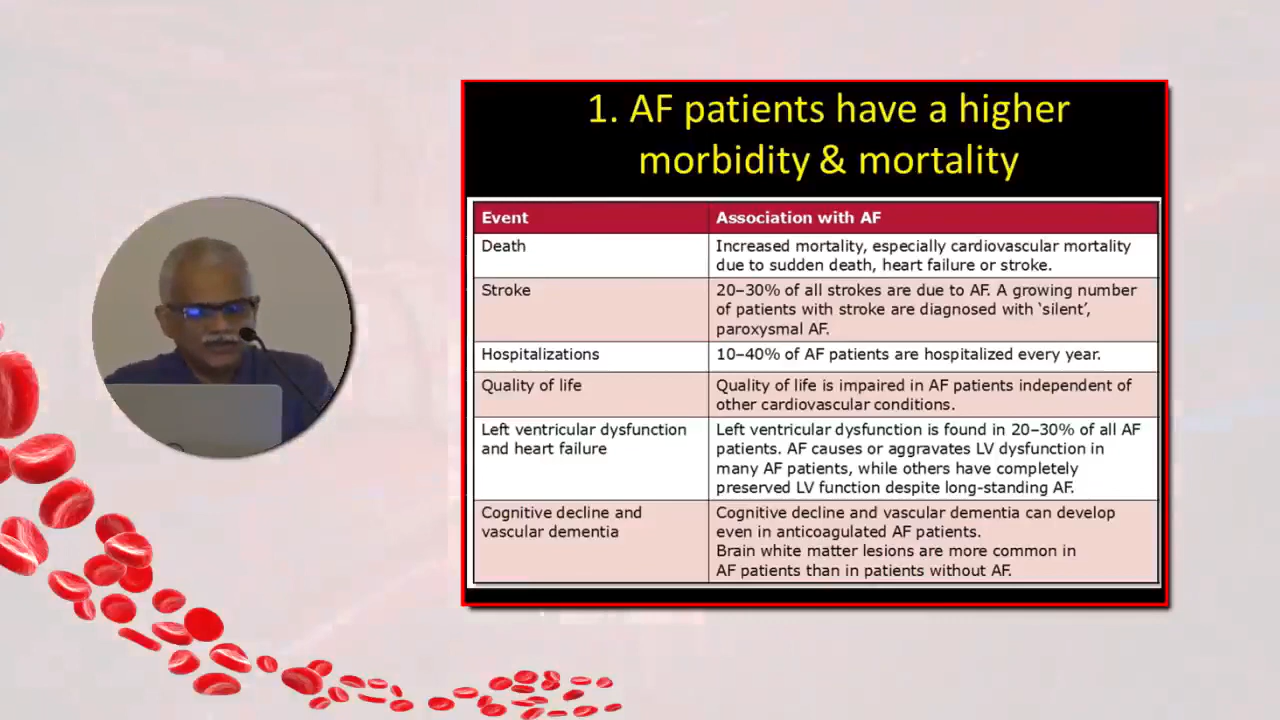 1. AF patients have a higher
morbidity & mortality
Event
Association with AF
Death
Increased mortality, especially cardiovascular mortality
due to sudden death, heart failure or stroke.
Stroke
20–30% of all strokes are due to AF. A growing number
of patients with stroke are diagnosed with ‘silent’,
paroxysmal AF.
Hospitalizations
10–40% of AF patients are hospitalized every year.
Quality of life
Quality of life is impaired in AF patients independent of
other cardiovascular conditions.
Left ventricular dysfunction
and heart failure
Left ventricular dysfunction is found in 20–30% of all AF
patients. AF causes or aggravates LV dysfunction in
many AF patients, while others have completely
preserved LV function despite long-standing AF.
Cognitive decline and
vascular dementia
Cognitive decline and vascular dementia can develop
even in anticoagulated AF patients.
Brain white matter lesions are more common in
AF patients than in patients without AF.